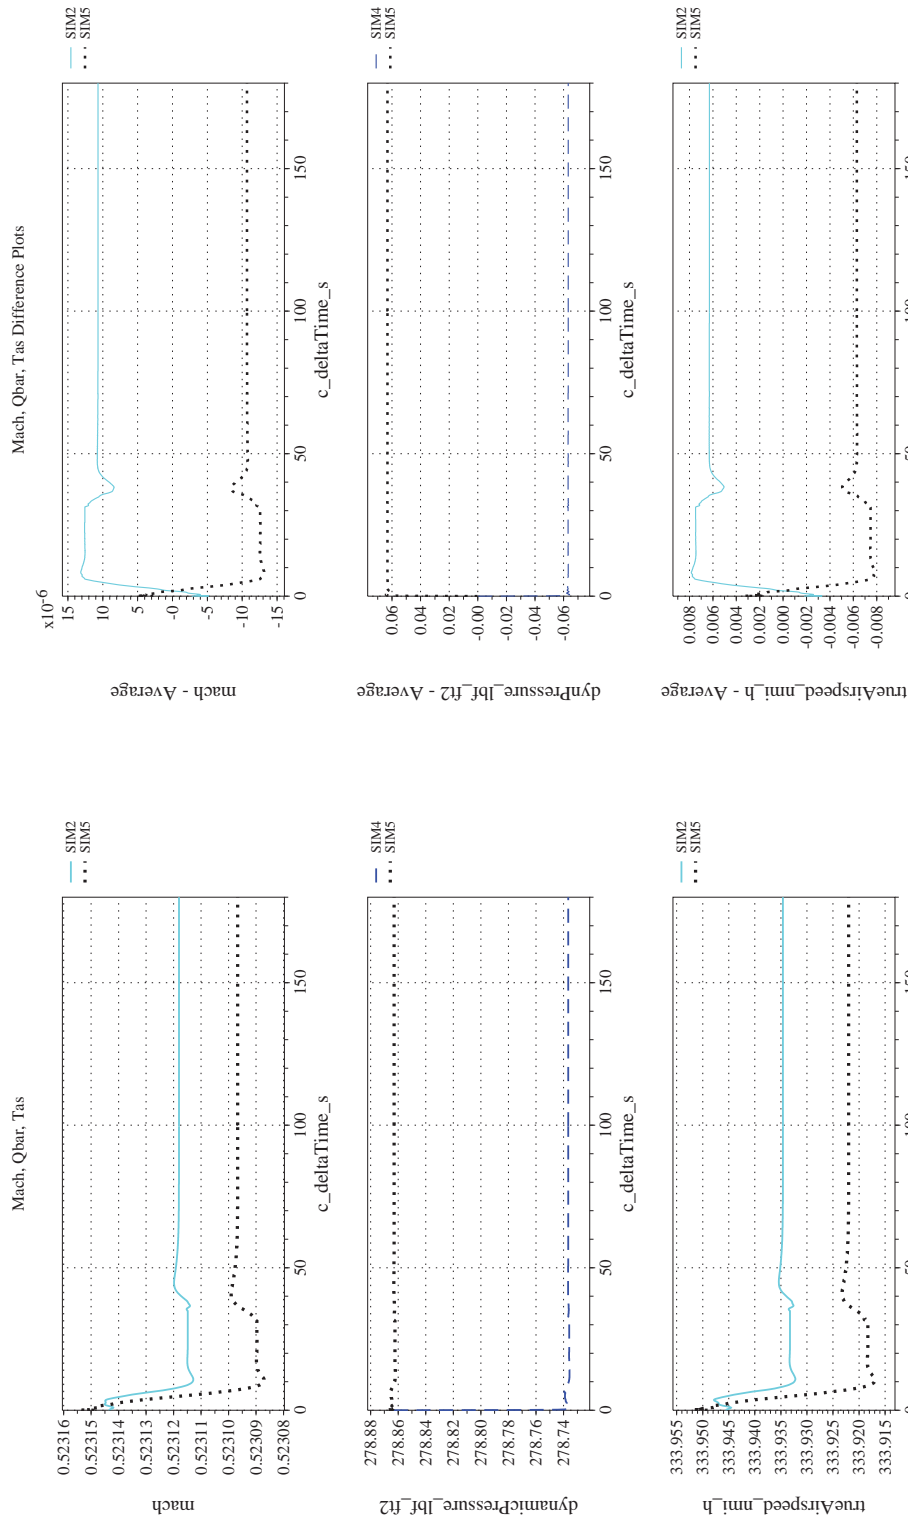 Mach, Qbar, Tas
SIM2
SIM5
0.52316
0.52315
0.52314
0.52313
0.52312
0.52311
0.52310
0.52309
0.52308
mach
0 50 100 150
c_deltaTime_s
SIM4
SIM5
278.88
278.86
278.84
278.82
278.80
278.78
278.76
278.74
dynamicPressure_lbf_ft2
0 50 100 150
c_deltaTime_s
SIM2
SIM5
333.955
333.950
333.945
333.940
333.935
333.930
333.925
333.920
333.915
trueAirspeed_nmi_h
0 50 100 150
Mach, Qbar, Tas Difference Plots
SIM2
SIM5
x10^-6
15
10
5
-0
-5
-10
-15
mach - Average
0 50 100 150
c_deltaTime_s
SIM4
SIM5
0.06
0.04
0.02
-0.00
-0.02
-0.04
-0.06
dynPressure_lbf_ft2 - Average
0 50 100 150
c_deltaTime_s
SIM2
SIM5
0.008
0.006
0.004
0.002
0.000
-0.002
-0.004
-0.006
-0.008
trueAirspeed_nmi_h - Average
0 50 100 150